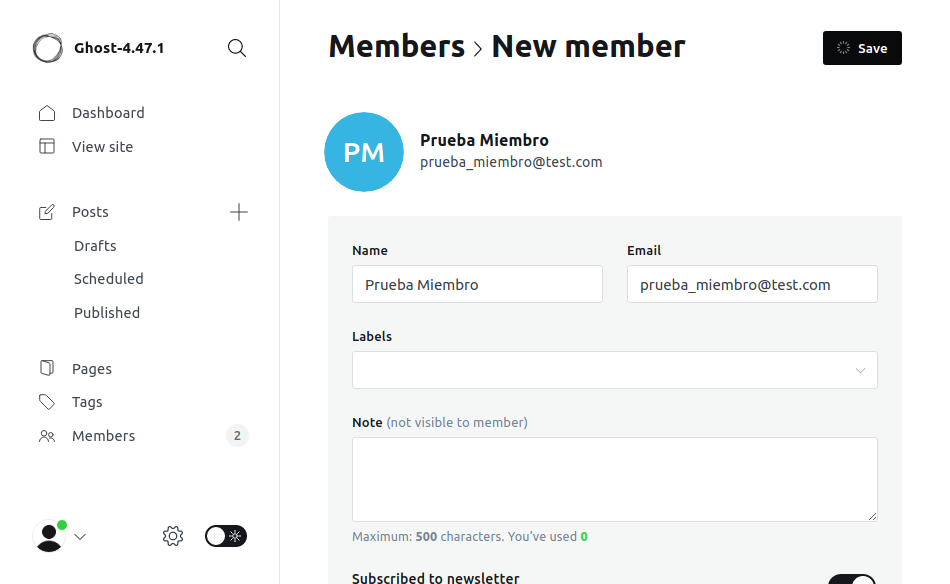 Ghost-4.47.1
Dashboard
View site
Posts
Drafts
Scheduled
Published
Pages
Tags
Members 2
Members > New member
Save
PM
Prueba Miembro
prueba_miembro@test.com
Name Email
Prueba Miembro prueba_miembro@test.com
Labels
Note (not visible to member)
Maximum: 500 characters. You've used 0
Subscribed to newsletter